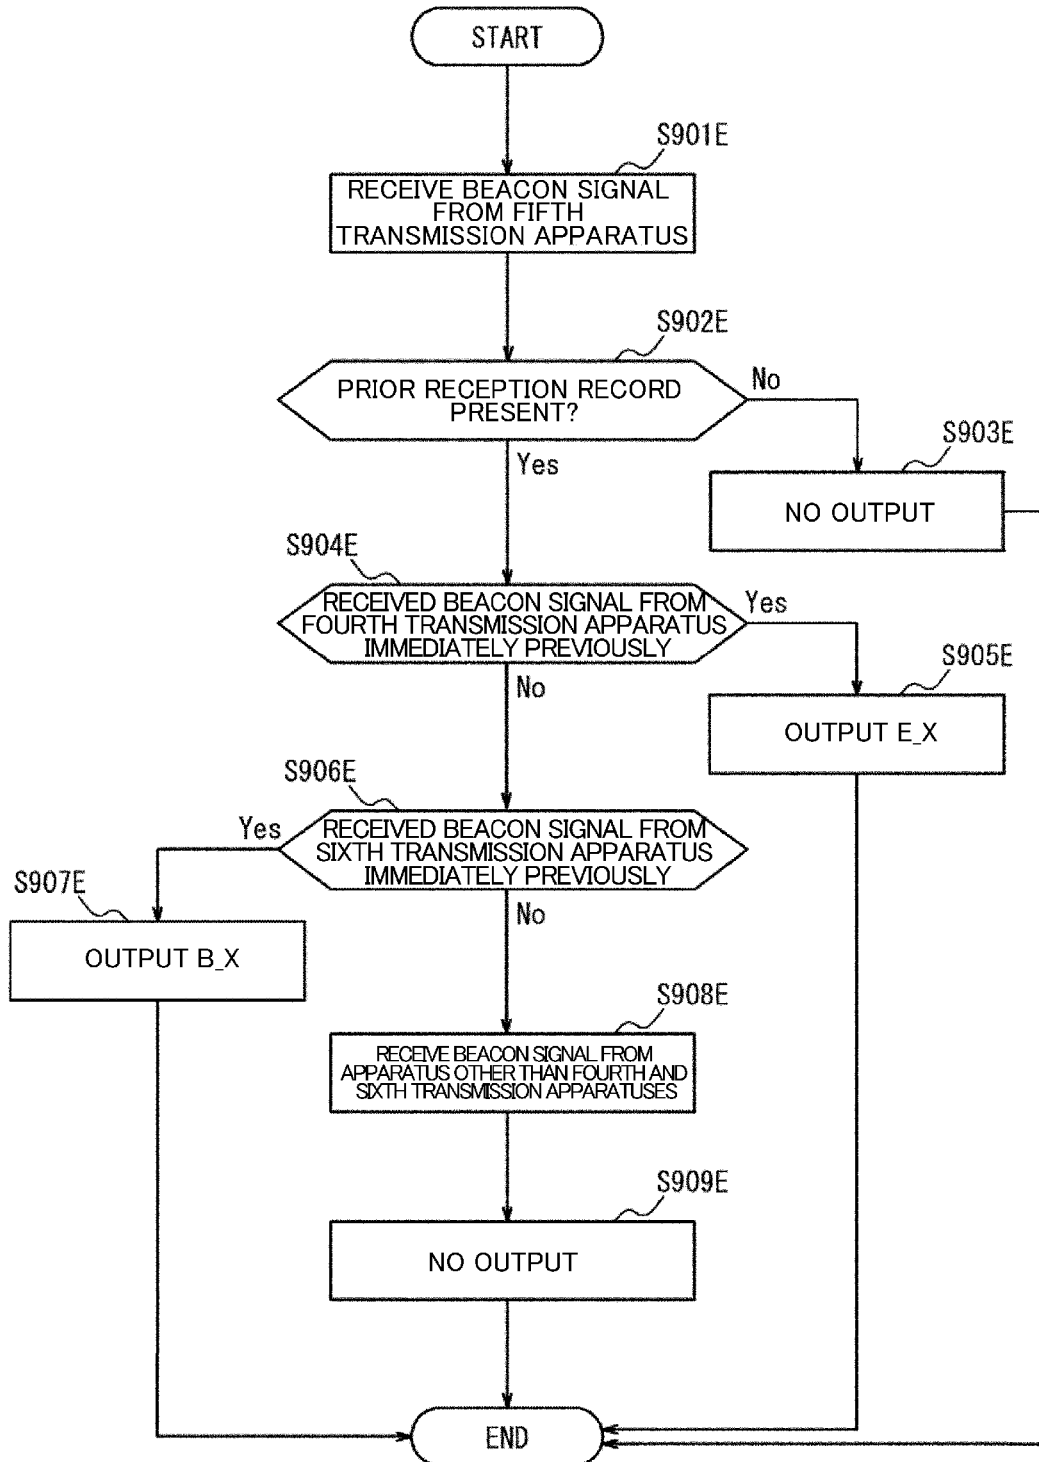 START
S901E
RECEIVE BEACON SIGNAL
FROM FIFTH
TRANSMISSION APPARATUS
S902E
PRIOR RECEPTION RECORD
PRESENT?
No
Yes
S903E
NO OUTPUT
S904E
RECEIVED BEACON SIGNAL FROM
FOURTH TRANSMISSION APPARATUS
IMMEDIATELY PREVIOUSLY
Yes
No
S905E
OUTPUT E_X
S906E
RECEIVED BEACON SIGNAL FROM
SIXTH TRANSMISSION APPARATUS
IMMEDIATELY PREVIOUSLY
Yes
No
S907E
OUTPUT B_X
S908E
RECEIVE BEACON SIGNAL FROM
APPARATUS OTHER THAN FOURTH AND
SIXTH TRANSMISSION APPARATUSES
S909E
NO OUTPUT
END